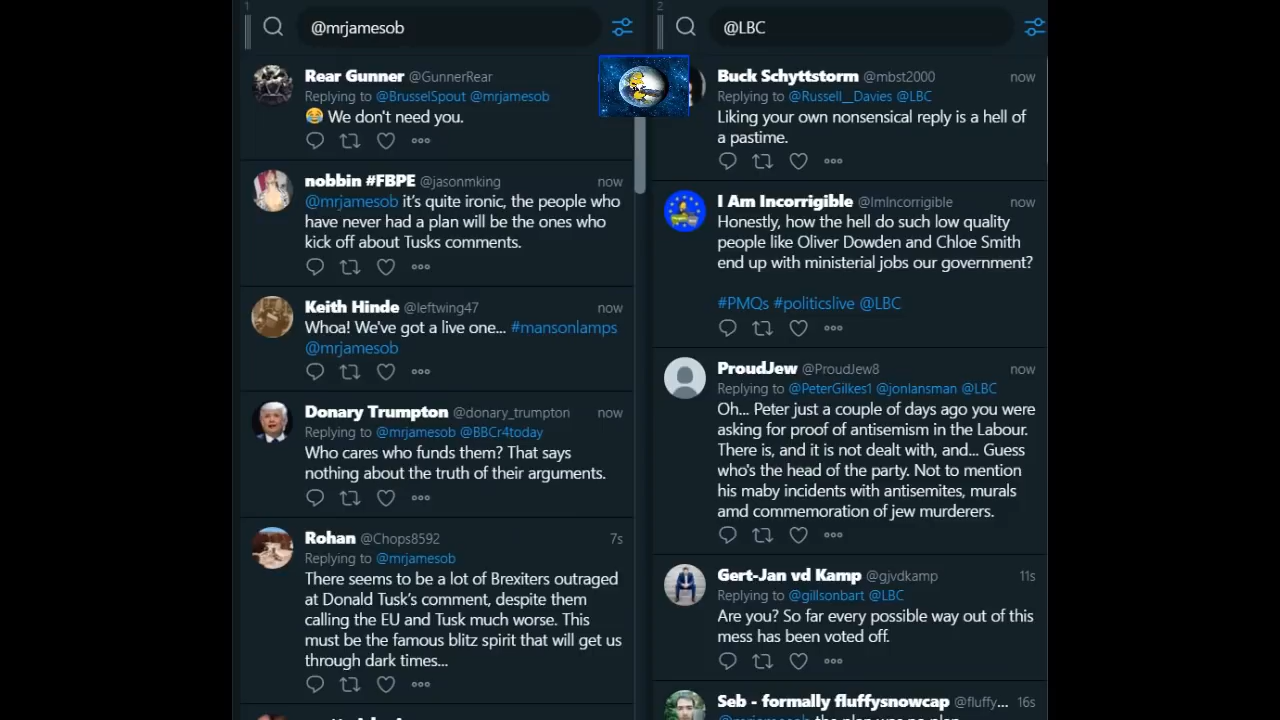 1
@mrjamesob
Rear Gunner @GunnerRear
Replying to @BrusselSpout @mrjamesob
😂 We don't need you.
nobbin #FBPE @jasonmking now
@mrjamesob it's quite ironic, the people who
have never had a plan will be the ones who
kick off about Tusks comments.
Keith Hinde @leftwing47 now
Whoa! We've got a live one... #mansonlamps
@mrjamesob
Donary Trumpton @donary_trumpton now
Replying to @mrjamesob @BBCr4today
Who cares who funds them? That says
nothing about the truth of their arguments.
Rohan @Chops8592 7s
Replying to @mrjamesob
There seems to be a lot of Brexiters outraged
at Donald Tusk's comment, despite them
calling the EU and Tusk much worse. This
must be the famous blitz spirit that will get us
through dark times...
2
@LBC
Buck Schyttstorm @mbst2000 now
Replying to @Russell__Davies @LBC
Liking your own nonsensical reply is a hell of
a pastime.
I Am Incorrigible @ImIncorrigible now
Honestly, how the hell do such low quality
people like Oliver Dowden and Chloe Smith
end up with ministerial jobs our government?
#PMQs #politicslive @LBC
ProudJew @ProudJew8 now
Replying to @PeterGilkes1 @jonlansman @LBC
Oh... Peter just a couple of days ago you were
asking for proof of antisemism in the Labour.
There is, and it is not dealt with, and... Guess
who's the head of the party. Not to mention
his maby incidents with antisemites, murals
amd commemoration of jew murderers.
Gert-Jan vd Kamp @gjvdkamp 11s
Replying to @gillsonbart @LBC
Are you? So far every possible way out of this
mess has been voted off.
Seb - formally fluffysnowcap @fluffy... 16s
@mrjamesob the plan was no plan